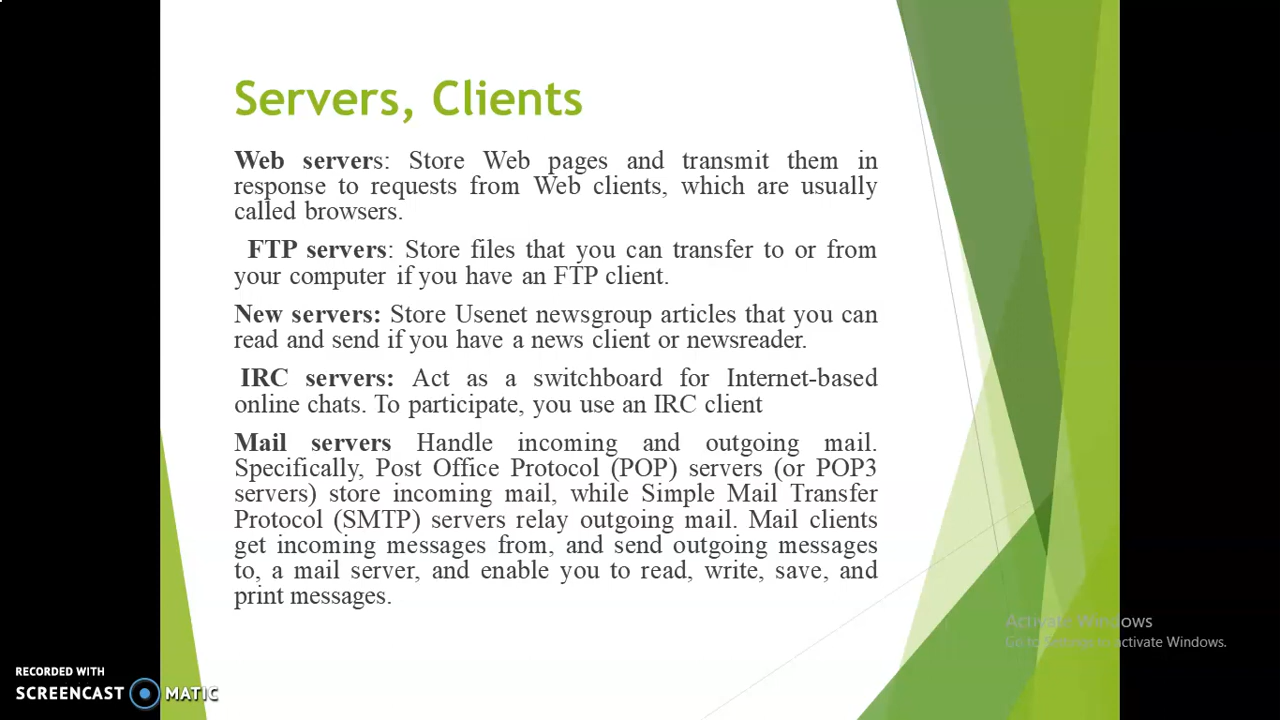 Servers, Clients
Web servers: Store Web pages and transmit them in
response to requests from Web clients, which are usually
called browsers.
FTP servers: Store files that you can transfer to or from
your computer if you have an FTP client.
New servers: Store Usenet newsgroup articles that you can
read and send if you have a news client or newsreader.
IRC servers: Act as a switchboard for Internet-based
online chats. To participate, you use an IRC client
Mail servers Handle incoming and outgoing mail.
Specifically, Post Office Protocol (POP) servers (or POP3
servers) store incoming mail, while Simple Mail Transfer
Protocol (SMTP) servers relay outgoing mail. Mail clients
get incoming messages from, and send outgoing messages
to, a mail server, and enable you to read, write, save, and
print messages.
Activate Windows
Go to Settings to activate Windows.
RECORDED WITH
SCREENCAST MATIC